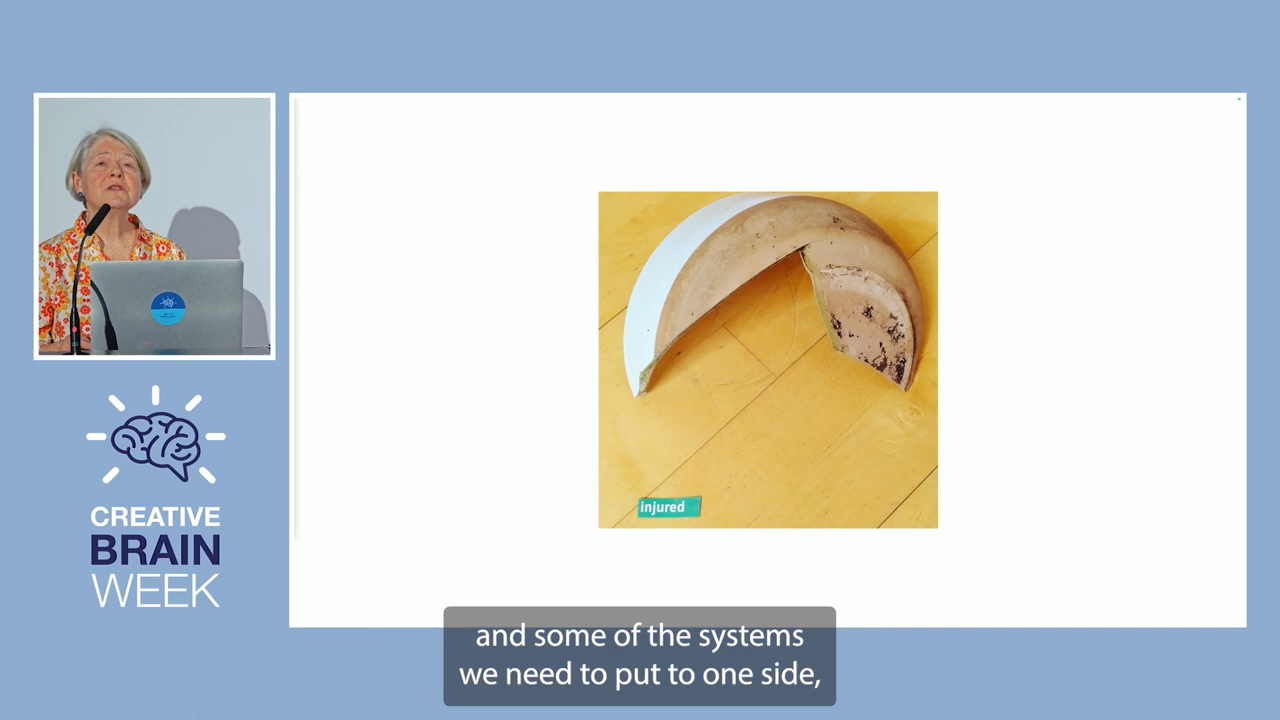 CREATIVE
BRAIN
WEEK
injured
and some of the systems
we need to put to one side,